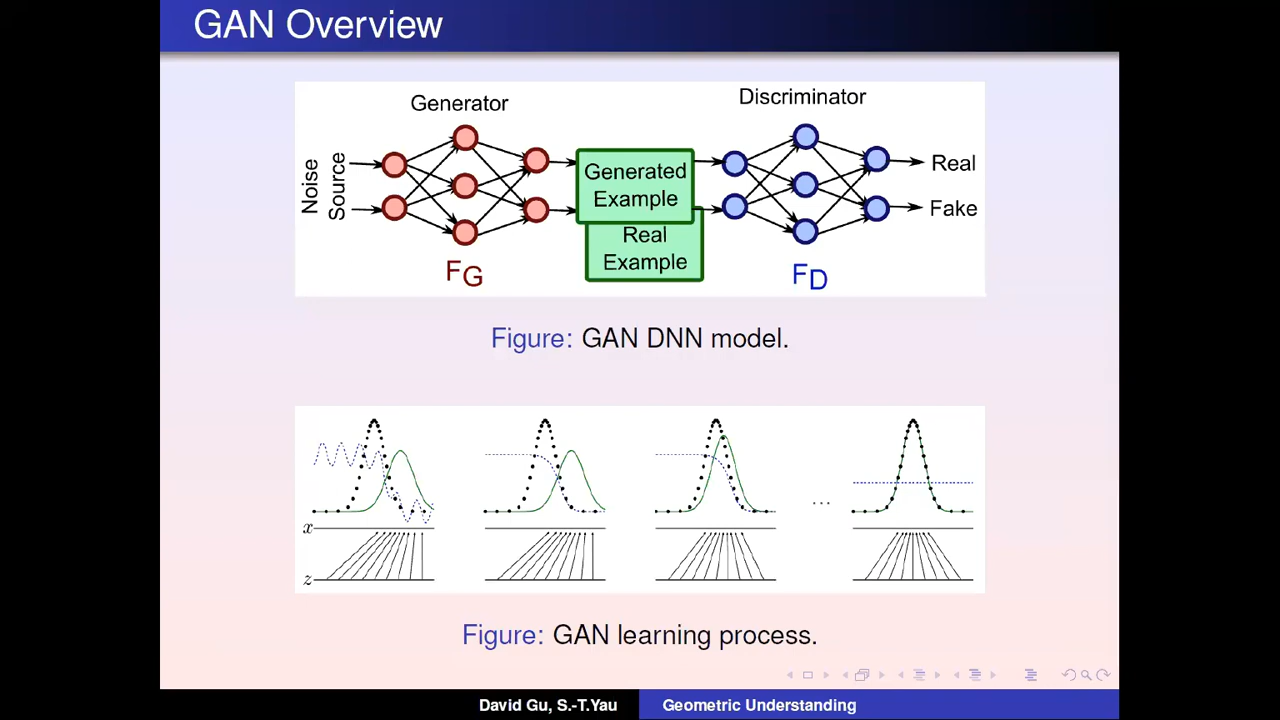 GAN Overview
Generator
Discriminator
Noise
Source
Generated
Example
Real
Example
Real
Fake
FG
FD
Figure: GAN DNN model.
...
x
z
Figure: GAN learning process.
David Gu, S.-T.Yau
Geometric Understanding